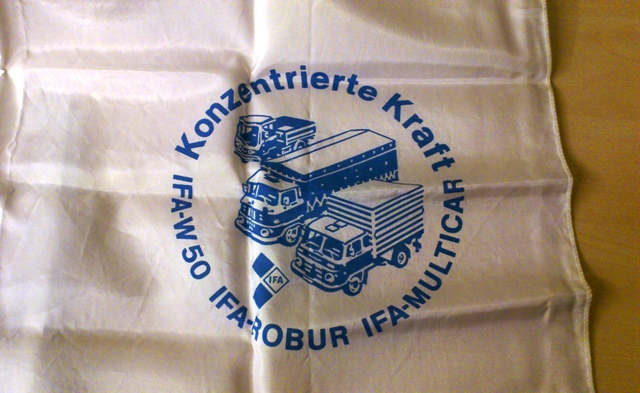 Konzentrierte Kraft
IFA-W50 IFA-ROBUR IFA-MULTICAR
IFA